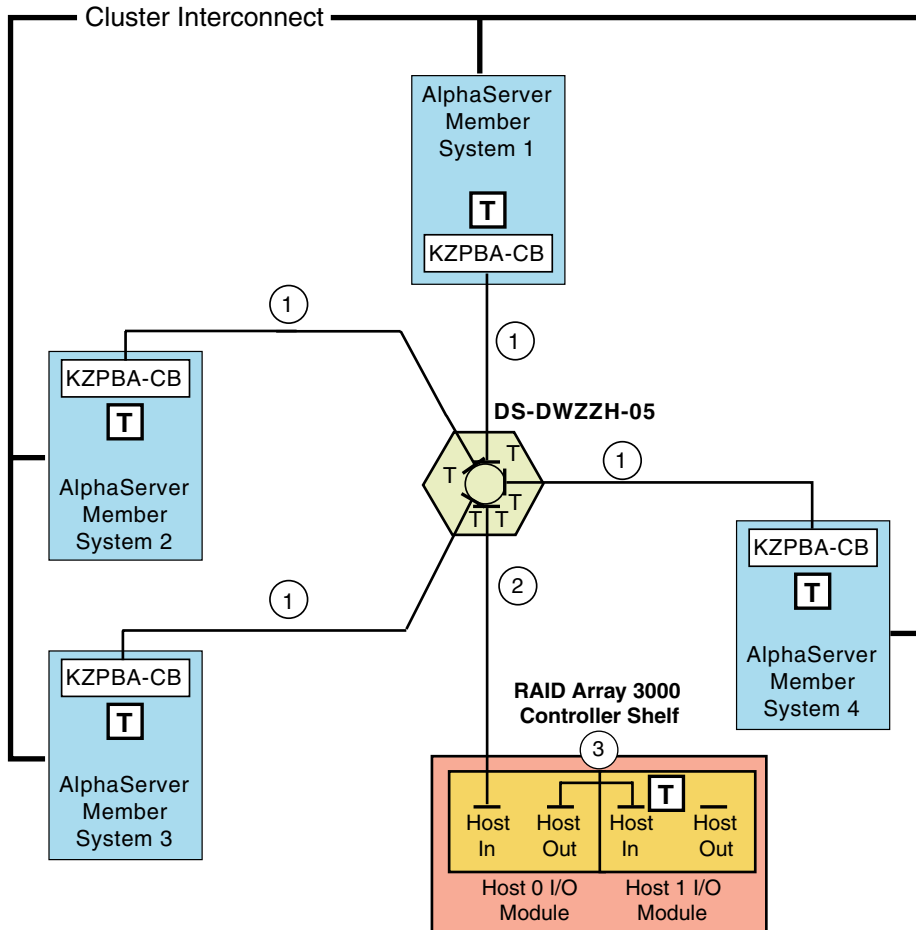 Cluster Interconnect
AlphaServer
Member
System 1
T
KZPBA-CB
1
1
KZPBA-CB
T
AlphaServer
Member
System 2
DS-DWZZH-05
T
T
T
T
T
1
KZPBA-CB
T
AlphaServer
Member
System 4
2
1
KZPBA-CB
T
AlphaServer
Member
System 3
RAID Array 3000
Controller Shelf
3
T
Host
In
Host
Out
Host
In
Host
Out
Host 0 I/O
Module
Host 1 I/O
Module